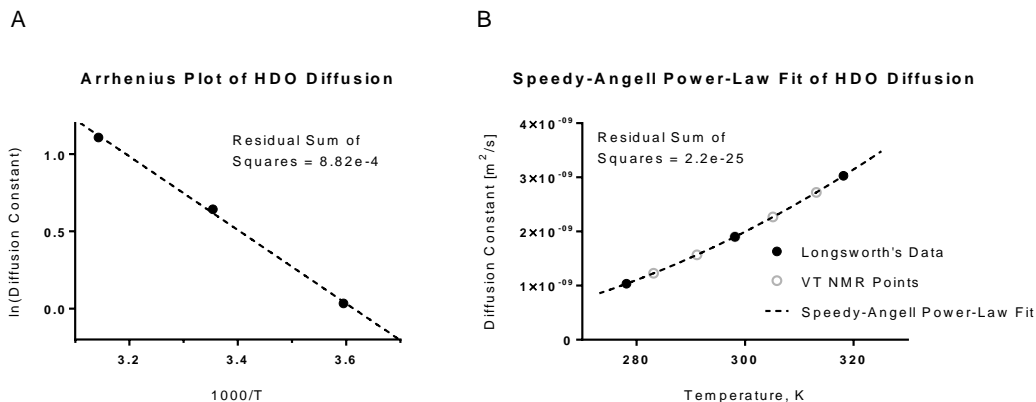 A
B
Arrhenius Plot of HDO Diffusion
Speedy-Angell Power-Law Fit of HDO Diffusion
Residual Sum of
Squares = 8.82e-4
ln(Diffusion Constant)
1.0
0.5
0.0
3.2
3.4
3.6
1000/T
Residual Sum of
Squares = 2.2e-25
Diffusion Constant [m²/s]
4×10⁻⁰⁹
3×10⁻⁰⁹
2×10⁻⁰⁹
1×10⁻⁰⁹
0
280
300
320
Temperature, K
Longsworth's Data
VT NMR Points
Speedy-Angell Power-Law Fit